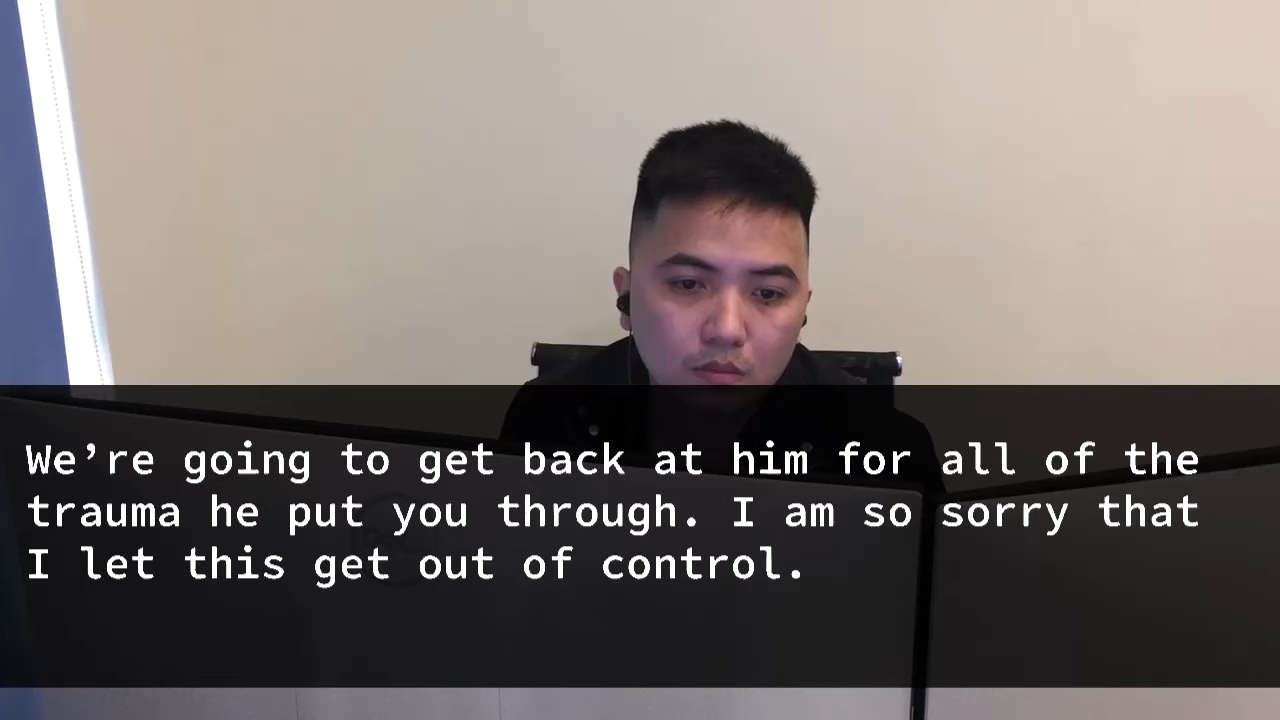 We’re going to get back at him for all of the
trauma he put you through. I am so sorry that
I let this get out of control.